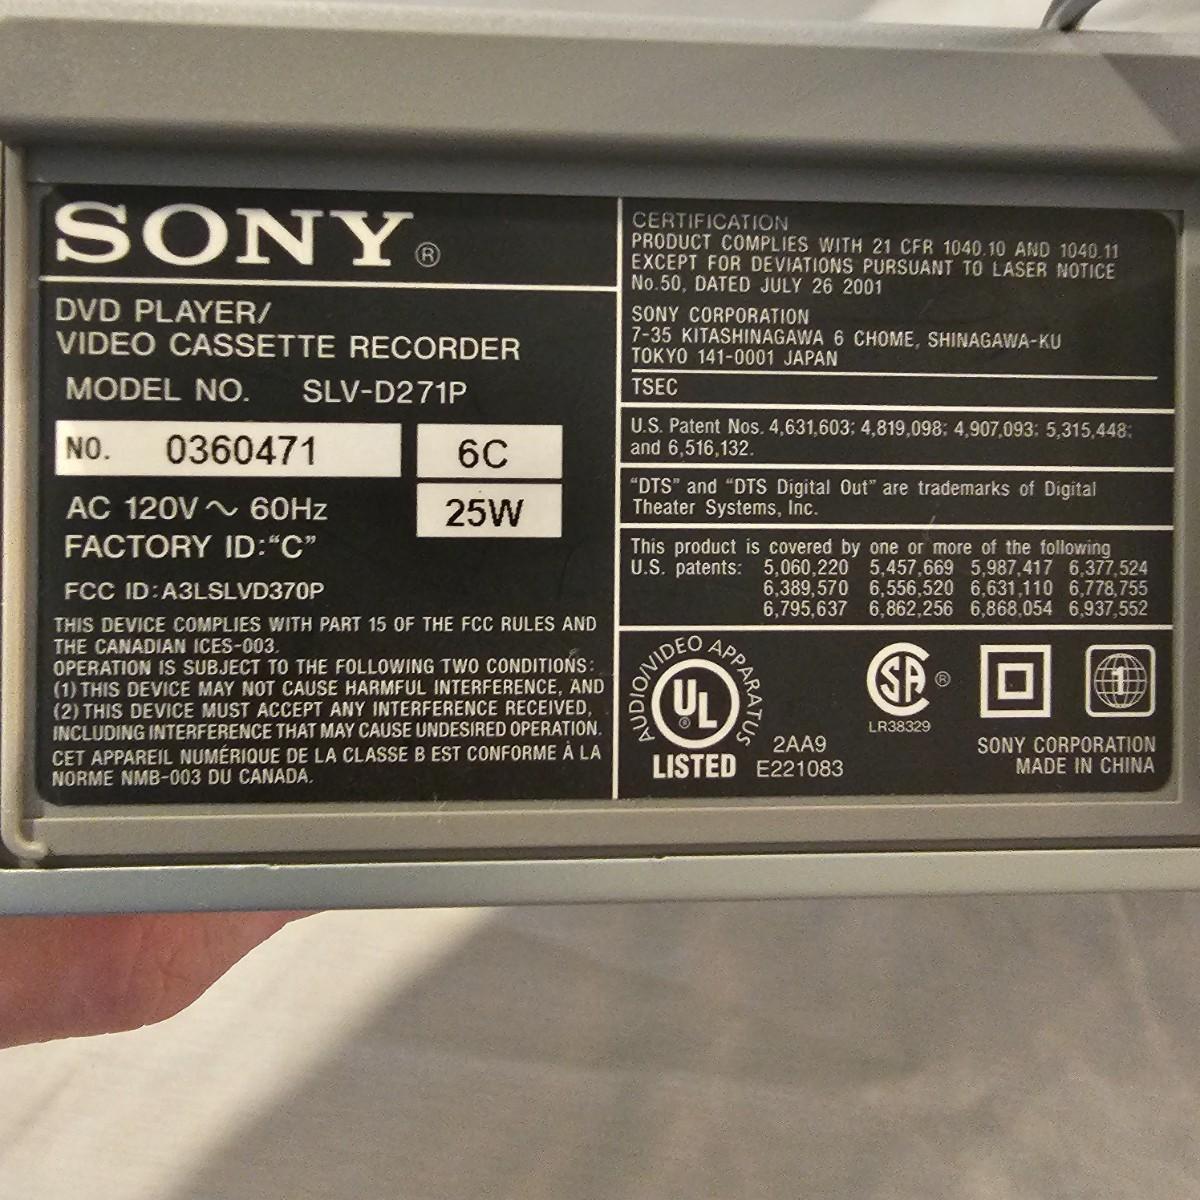 SONY®
DVD PLAYER/
VIDEO CASSETTE RECORDER
MODEL NO. SLV-D271P
NO. 0360471 6C
AC 120V ~ 60Hz 25W
FACTORY ID:“C”
FCC ID:A3LSLVD370P
THIS DEVICE COMPLIES WITH PART 15 OF THE FCC RULES AND
THE CANADIAN ICES-003.
OPERATION IS SUBJECT TO THE FOLLOWING TWO CONDITIONS:
(1) THIS DEVICE MAY NOT CAUSE HARMFUL INTERFERENCE, AND
(2) THIS DEVICE MUST ACCEPT ANY INTERFERENCE RECEIVED,
INCLUDING INTERFERENCE THAT MAY CAUSE UNDESIRED OPERATION.
CET APPAREIL NUMÉRIQUE DE LA CLASSE B EST CONFORME À LA
NORME NMB-003 DU CANADA.
CERTIFICATION
PRODUCT COMPLIES WITH 21 CFR 1040.10 AND 1040.11
EXCEPT FOR DEVIATIONS PURSUANT TO LASER NOTICE
No.50, DATED JULY 26 2001
SONY CORPORATION
7-35 KITASHINAGAWA 6 CHOME, SHINAGAWA-KU
TOKYO 141-0001 JAPAN
TSEC
U.S. Patent Nos. 4,631,603; 4,819,098; 4,907,093; 5,315,448;
and 6,516,132.
“DTS” and “DTS Digital Out” are trademarks of Digital
Theater Systems, Inc.
This product is covered by one or more of the following
U.S. patents: 5,060,220 5,457,669 5,987,417 6,377,524
6,389,570 6,556,520 6,631,110 6,778,755
6,795,637 6,862,256 6,868,054 6,937,552
AUDIO/VIDEO APPARATUS
UL®
LISTED
2AA9
E221083
SA®
LR38329
1
SONY CORPORATION
MADE IN CHINA